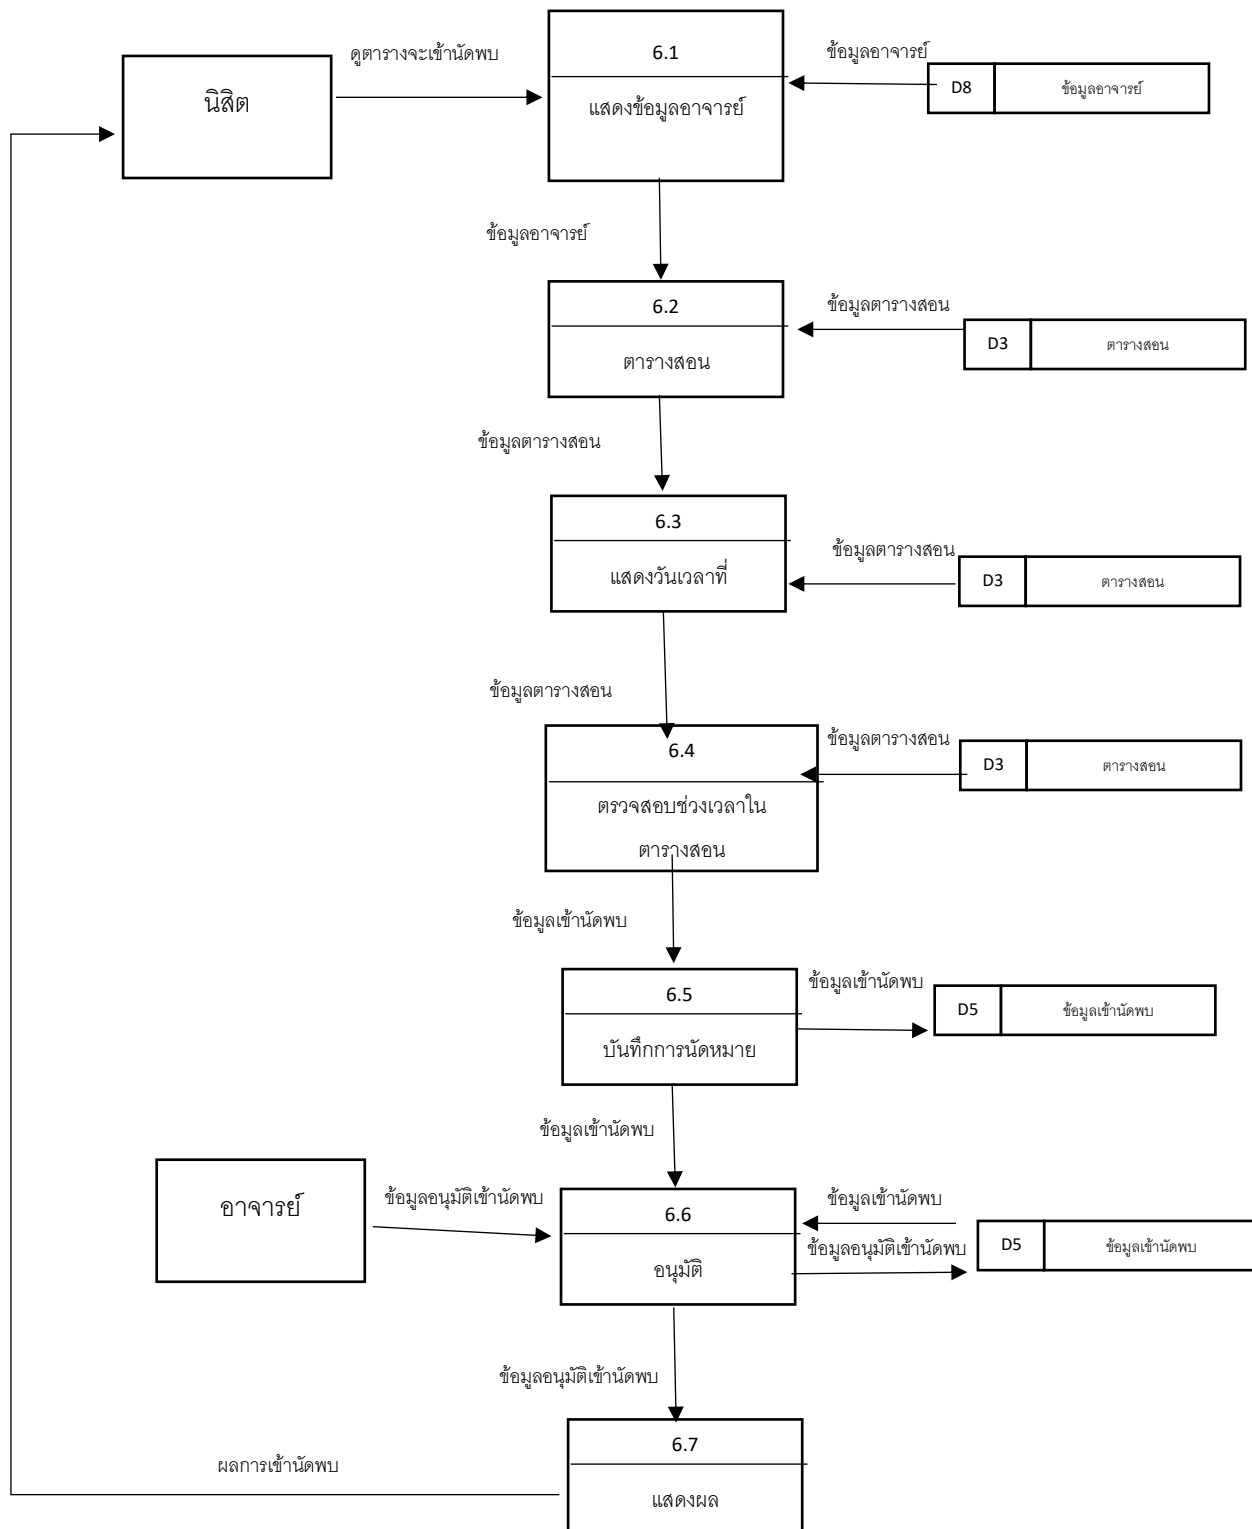 ดูตารางจะเข้านัดพบ
6.1
ข้อมูลอาจารย์
นิสิต
แสดงข้อมูลอาจารย์
D8
ข้อมูลอาจารย์
ข้อมูลอาจารย์
6.2
ข้อมูลตารางสอน
ตารางสอน
D3
ตารางสอน
ข้อมูลตารางสอน
6.3
ข้อมูลตารางสอน
แสดงวันเวลาที่
D3
ตารางสอน
ข้อมูลตารางสอน
6.4
ข้อมูลตารางสอน
D3
ตารางสอน
ตรวจสอบช่วงเวลาใน
ตารางสอน
ข้อมูลเข้านัดพบ
6.5
ข้อมูลเข้านัดพบ
D5
ข้อมูลเข้านัดพบ
บันทึกการนัดหมาย
ข้อมูลเข้านัดพบ
อาจารย์
ข้อมูลอนุมัติเข้านัดพบ
6.6
ข้อมูลเข้านัดพบ
ข้อมูลอนุมัติเข้านัดพบ
D5
ข้อมูลเข้านัดพบ
อนุมัติ
ข้อมูลอนุมัติเข้านัดพบ
6.7
ผลการเข้านัดพบ
แสดงผล